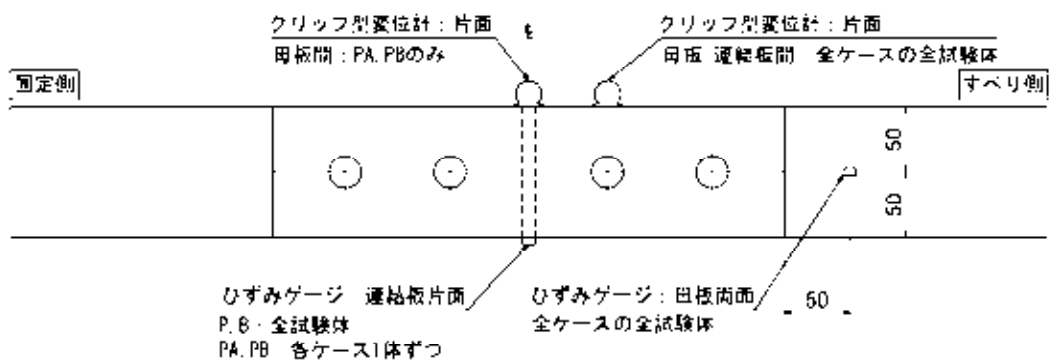 クリップ型変位計：片面
母板間：PA.PBのみ
℄
クリップ型変位計：片面
母板 連結板間 全ケースの全試験体
固定側
すべり側
50
50
ひずみゲージ 連結板片面
P.B・全試験体
PA.PB 各ケース1体ずつ
ひずみゲージ：母板両面
全ケースの全試験体
50